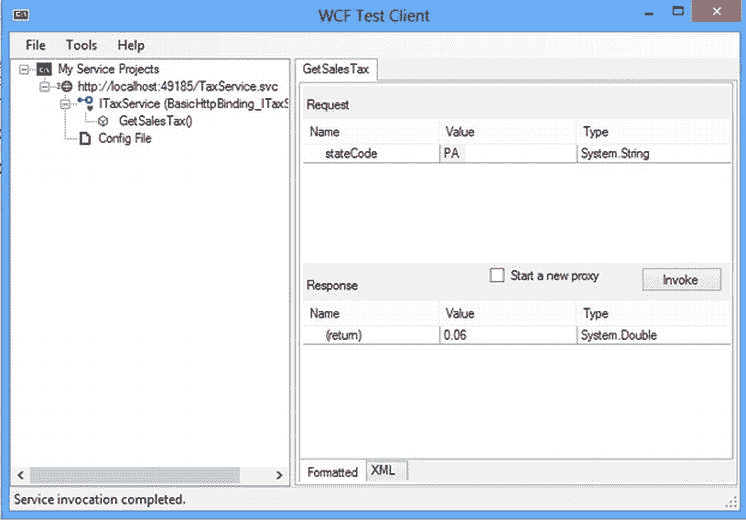 WCF Test Client
File Tools Help
My Service Projects
http://localhost:49185/TaxService.svc
ITaxService (BasicHttpBinding_ITaxS
GetSalesTax()
Config File
GetSalesTax
Request
Name Value Type
stateCode PA System.String
Response Start a new proxy Invoke
Name Value Type
(return) 0.06 System.Double
Formatted XML
Service invocation completed.